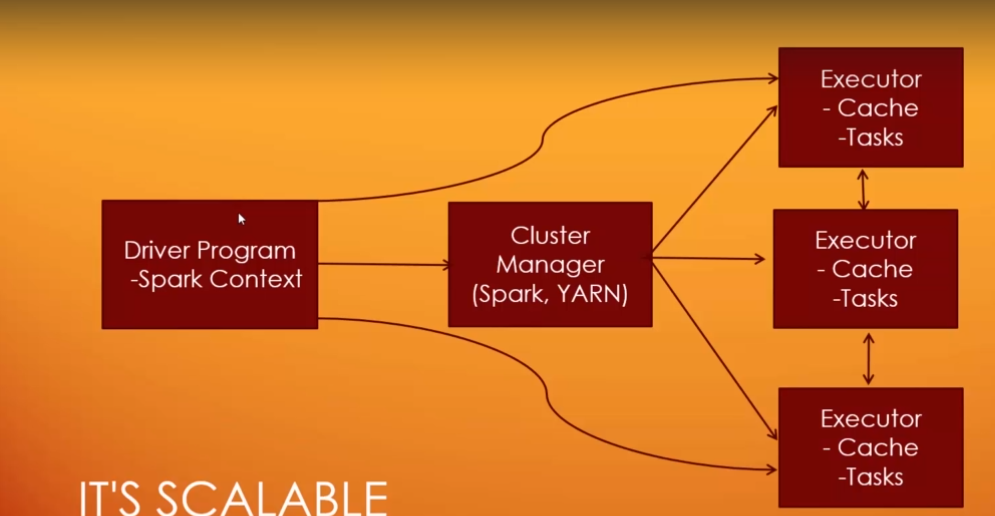 Executor
- Cache
-Tasks
Driver Program
-Spark Context
Cluster
Manager
(Spark, YARN)
Executor
- Cache
-Tasks
Executor
- Cache
-Tasks
IT'S SCALABLE